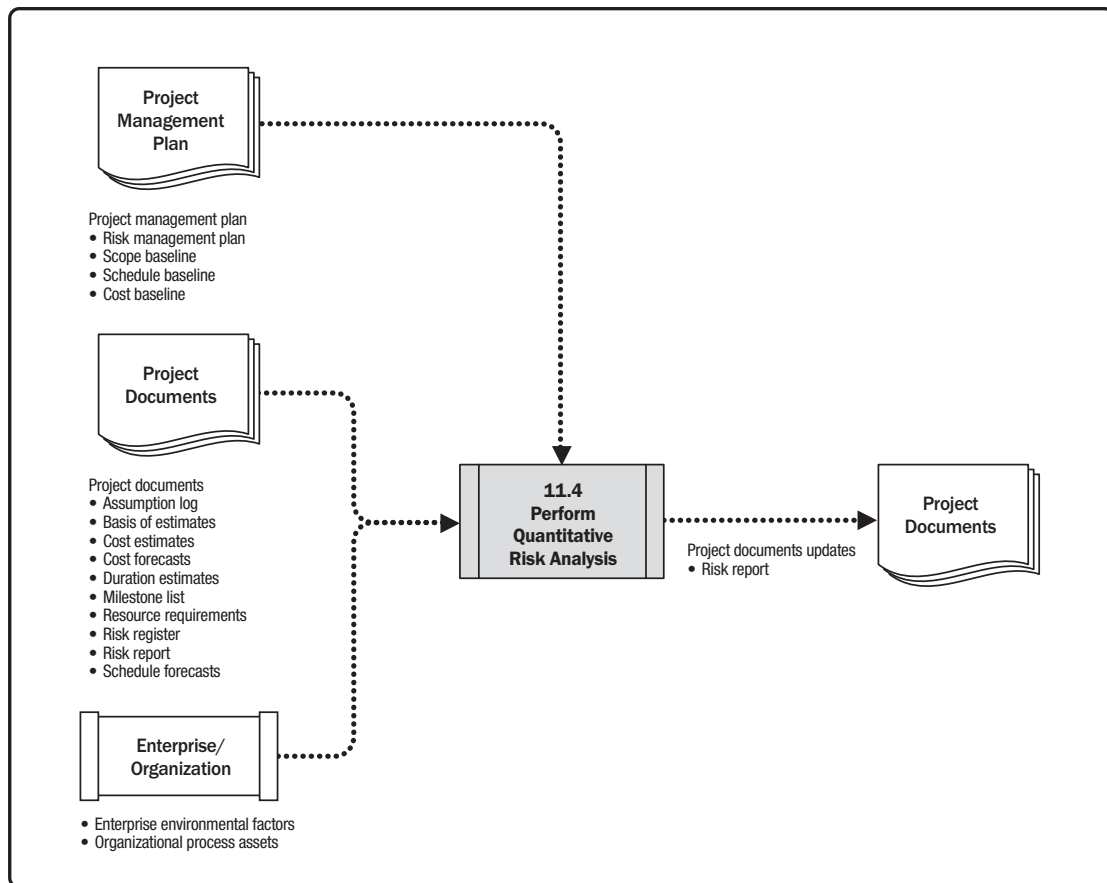 Project
Management
Plan
Project management plan
• Risk management plan
• Scope baseline
• Schedule baseline
• Cost baseline
Project
Documents
Project documents
• Assumption log
• Basis of estimates
• Cost estimates
• Cost forecasts
• Duration estimates
• Milestone list
• Resource requirements
• Risk register
• Risk report
• Schedule forecasts
Enterprise/
Organization
• Enterprise environmental factors
• Organizational process assets
11.4
Perform
Quantitative
Risk Analysis
Project documents updates
• Risk report
Project
Documents